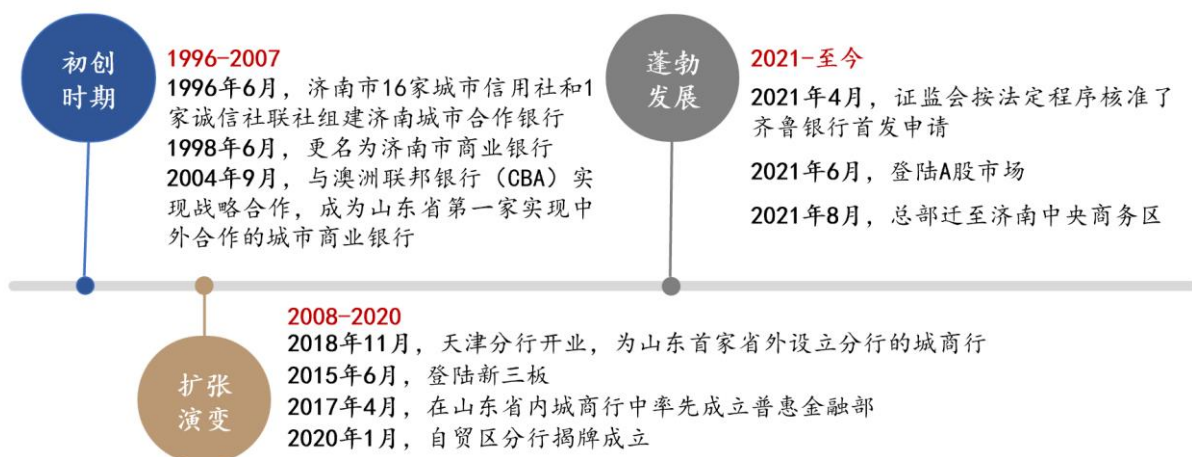 初创
时期
1996-2007
1996年6月，济南市16家城市信用社和1
家诚信社联社组建济南城市合作银行
1998年6月，更名为济南市商业银行
2004年9月，与澳洲联邦银行（CBA）实
现战略合作，成为山东省第一家实现中
外合作的城市商业银行
蓬勃
发展
2021-至今
2021年4月，证监会按法定程序核准了
齐鲁银行首发申请
2021年6月，登陆A股市场
2021年8月，总部迁至济南中央商务区
扩张
演变
2008-2020
2018年11月，天津分行开业，为山东首家省外设立分行的城商行
2015年6月，登陆新三板
2017年4月，在山东省内城商行中率先成立普惠金融部
2020年1月，自贸区分行揭牌成立